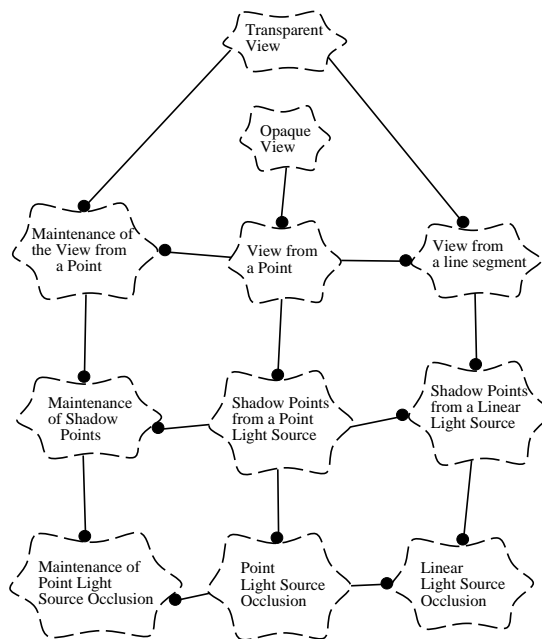 Transparent
View
Opaque
View
Maintenance of
the View from
a Point
View from
a Point
View from
a line segment
Maintenance
of Shadow
Points
Shadow Points
from a Point
Light Source
Shadow Points
from a Linear
Light Source
Maintenance of
Point Light
Source Occlusion
Point
Light Source
Occlusion
Linear
Light Source
Occlusion